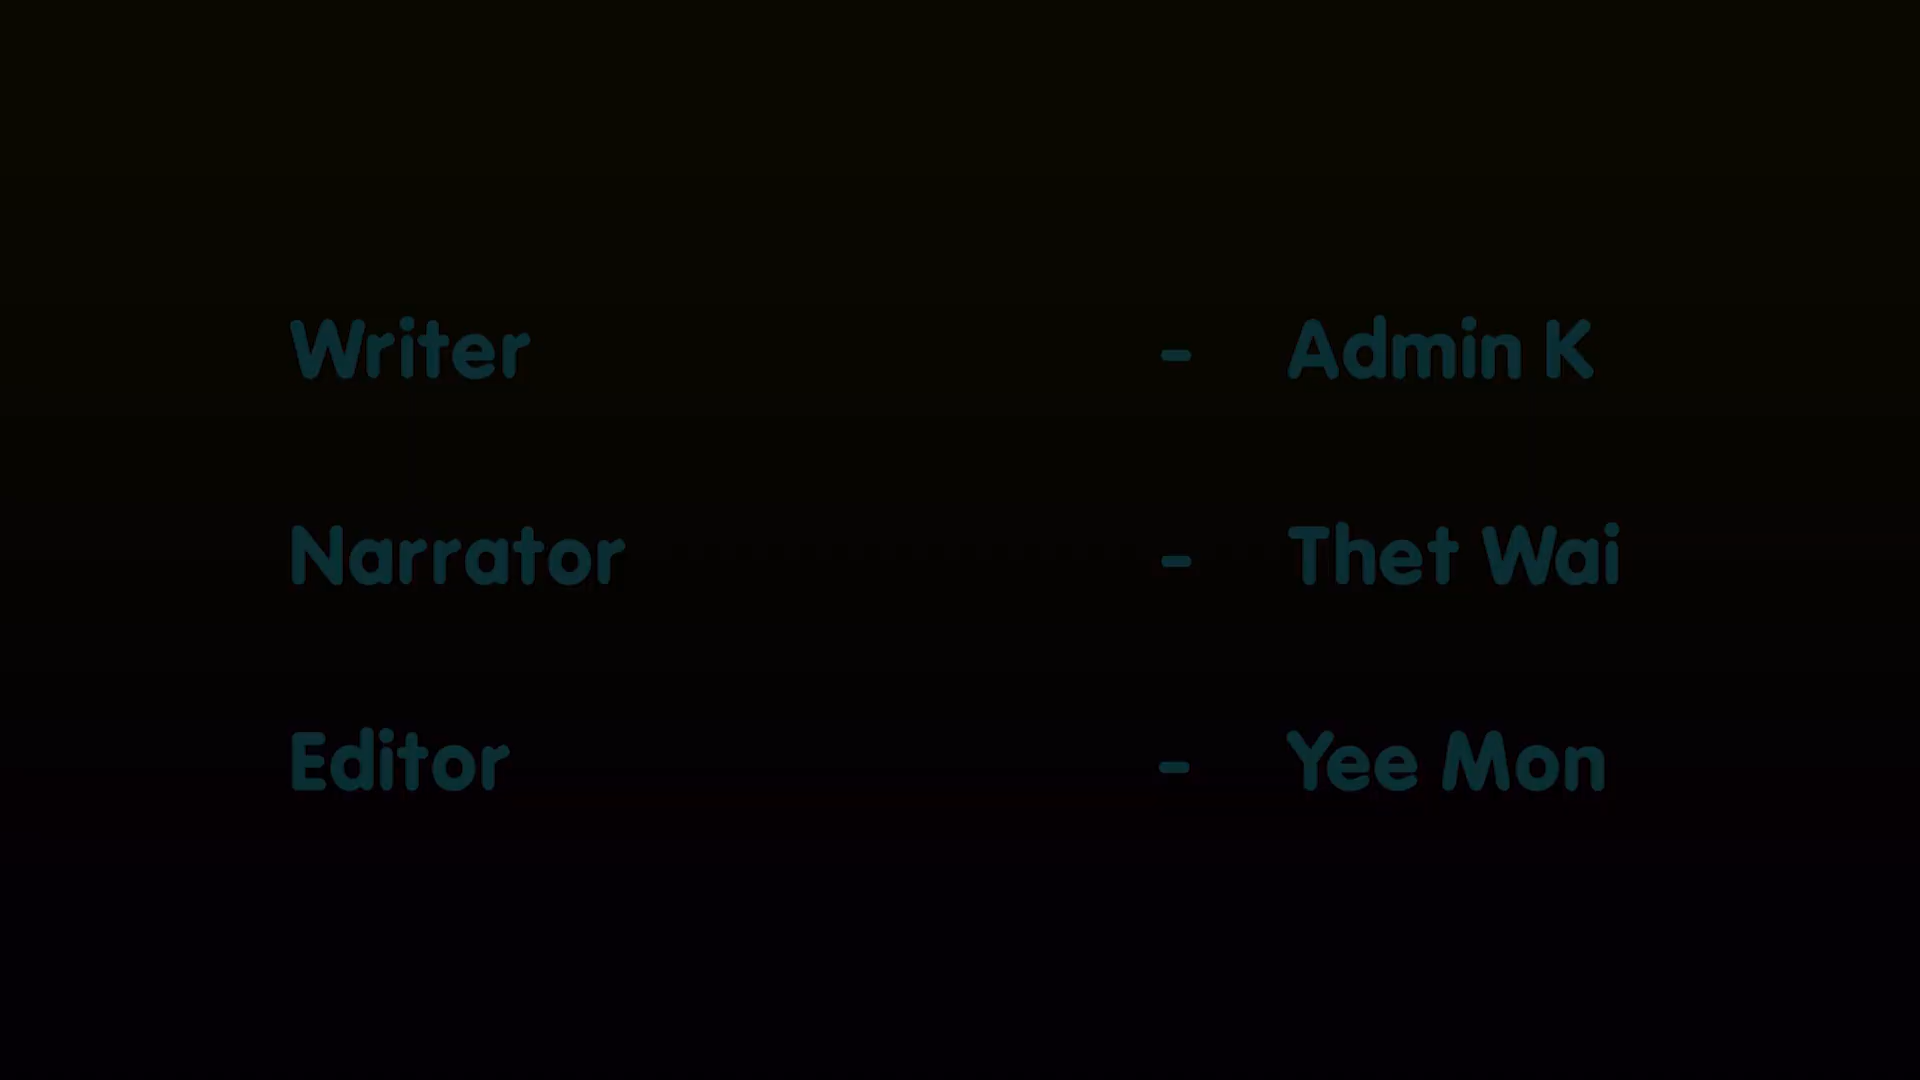 Writer - Admin K
Narrator - Thet Wai
Editor - Yee Mon